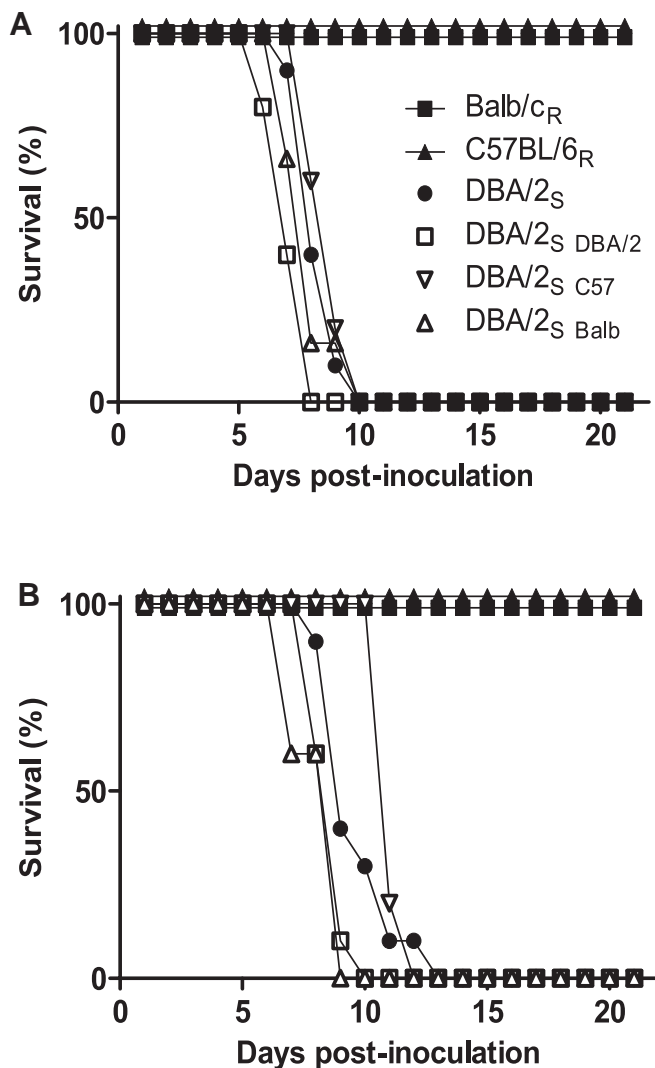 A
100
50
0
Survival (%)
Balb/cR
C57BL/6R
DBA/2S
DBA/2S DBA/2
DBA/2S C57
DBA/2S Balb
0 5 10 15 20
Days post-inoculation
B
100
50
0
Survival (%)
0 5 10 15 20
Days post-inoculation